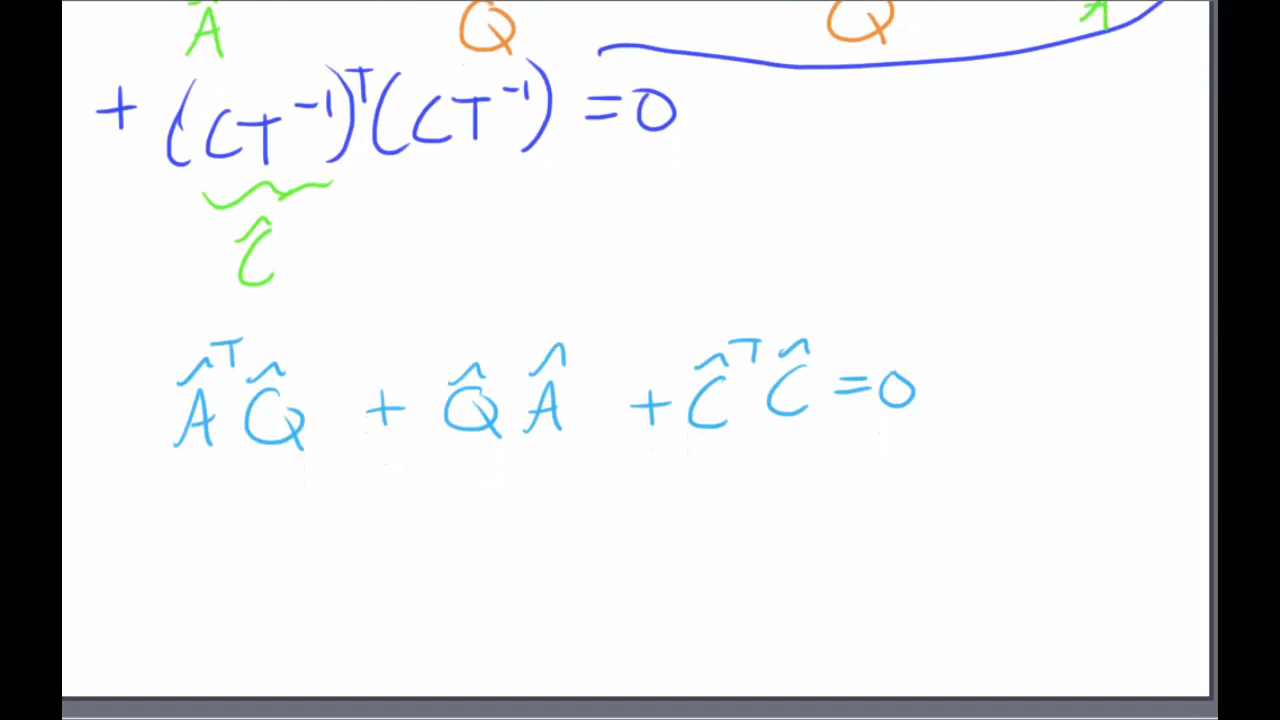 Â Q Q Â
+ (CT⁻¹)ᵀ(CT⁻¹) = 0
Ĉ
ÂᵀQ̂ + Q̂Â + ĈᵀĈ = 0